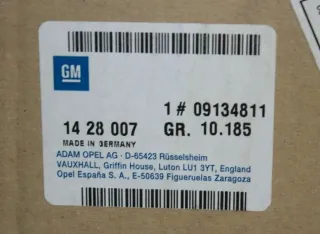 GM
1 # 09134811
14 28 007 GR. 10.185
MADE IN GERMANY
ADAM OPEL AG · D-65423 Rüsselsheim
VAUXHALL, Griffin House, Luton LU1 3YT, England
Opel España S. A., E-50639 Figueruelas Zaragoza